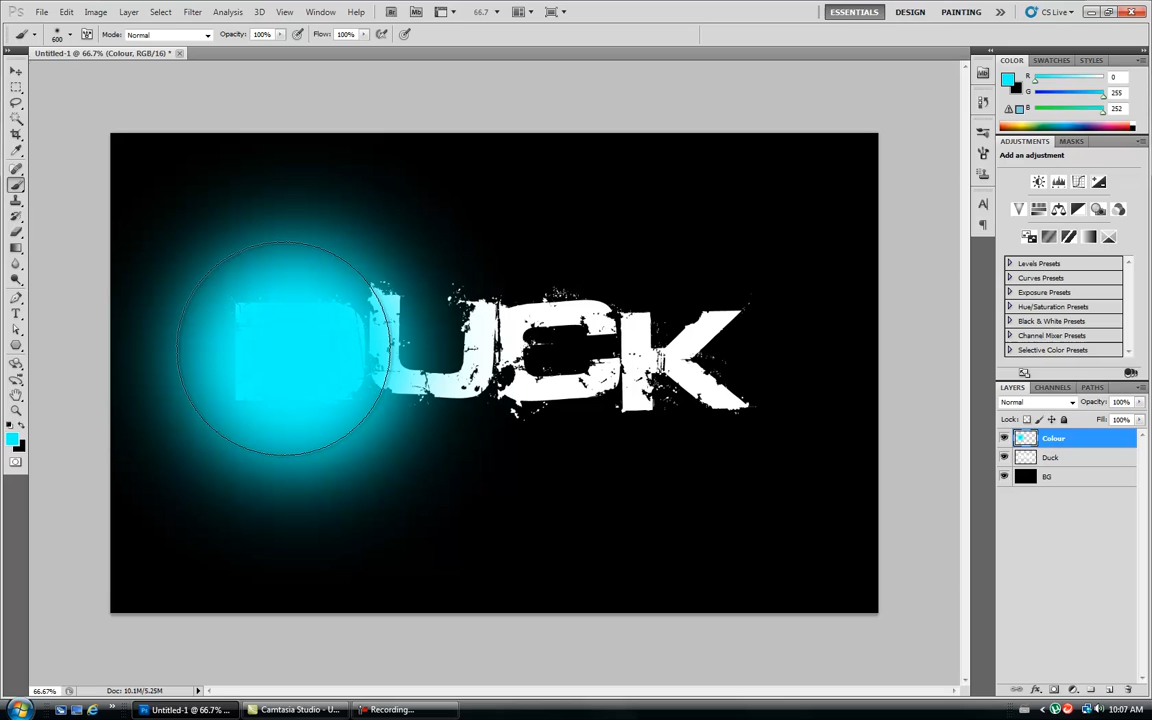 Ps File Edit Image Layer Select Filter Analysis 3D View Window Help Br Mb 66.7 ESSENTIALS DESIGN PAINTING CS Live
600 Mode: Normal Opacity: 100% Flow: 100%
Untitled-1 @ 66.7% (Colour, RGB/16) *
COLOR SWATCHES STYLES
R 0
G 255
B 252
ADJUSTMENTS MASKS
Add an adjustment
Levels Presets
Curves Presets
Exposure Presets
Hue/Saturation Presets
Black & White Presets
Channel Mixer Presets
Selective Color Presets
DUCK
LAYERS CHANNELS PATHS
Normal Opacity: 100%
Lock: Fill: 100%
Colour
Duck
BG
66.67% Doc: 10.1M/5.25M
Untitled-1 @ 66.7% ... Camtasia Studio - U... Recording... 10:07 AM